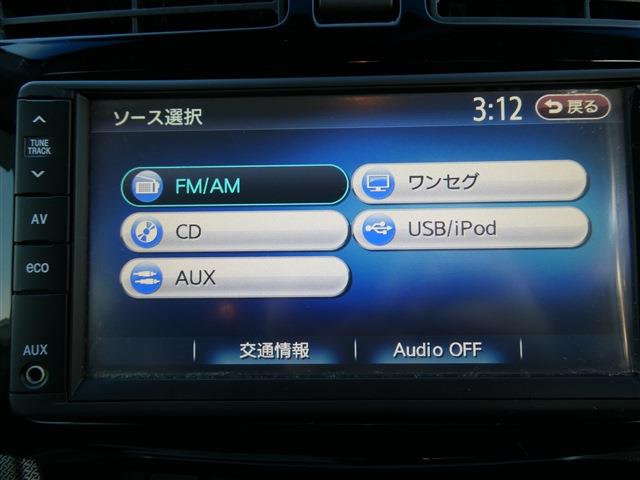 ソース選択 3:12 戻る
TUNE
TRACK
FM/AM ワンセグ
AV
CD USB/iPod
eco
AUX
AUX
交通情報 Audio OFF